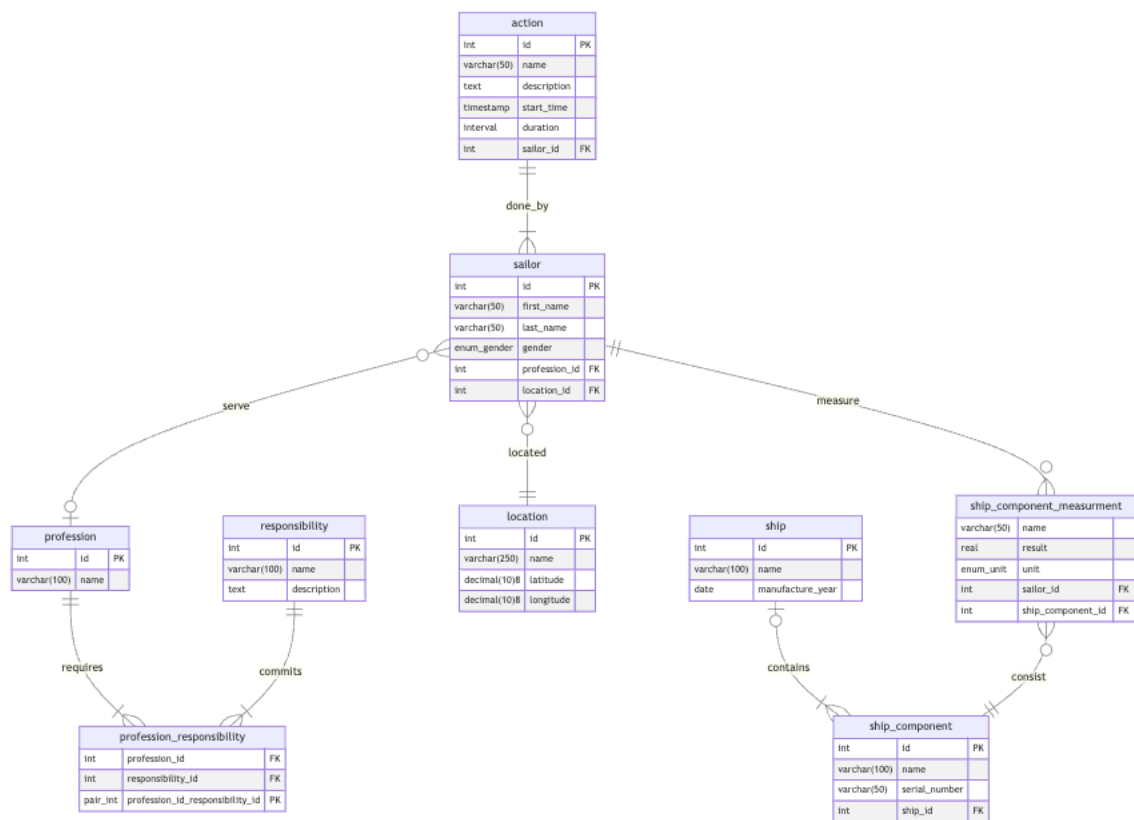 action
int id PK
varchar(50) name
text description
timestamp start_time
interval duration
int sailor_id FK
done_by
sailor
int id PK
varchar(50) first_name
varchar(50) last_name
enum_gender gender
int profession_id FK
int location_id FK
serve
measure
located
profession
int id PK
varchar(100) name
responsibility
int id PK
varchar(100) name
text description
location
int id PK
varchar(250) name
decimal(10)8 latitude
decimal(10)8 longitude
ship
int id PK
varchar(100) name
date manufacture_year
ship_component_measurment
varchar(50) name
real result
enum_unit unit
int sailor_id FK
int ship_component_id FK
requires
commits
contains
consist
profession_responsibility
int profession_id FK
int responsibility_id FK
pair_int profession_id_responsibility_id PK
ship_component
int id PK
varchar(100) name
varchar(50) serial_number
int ship_id FK